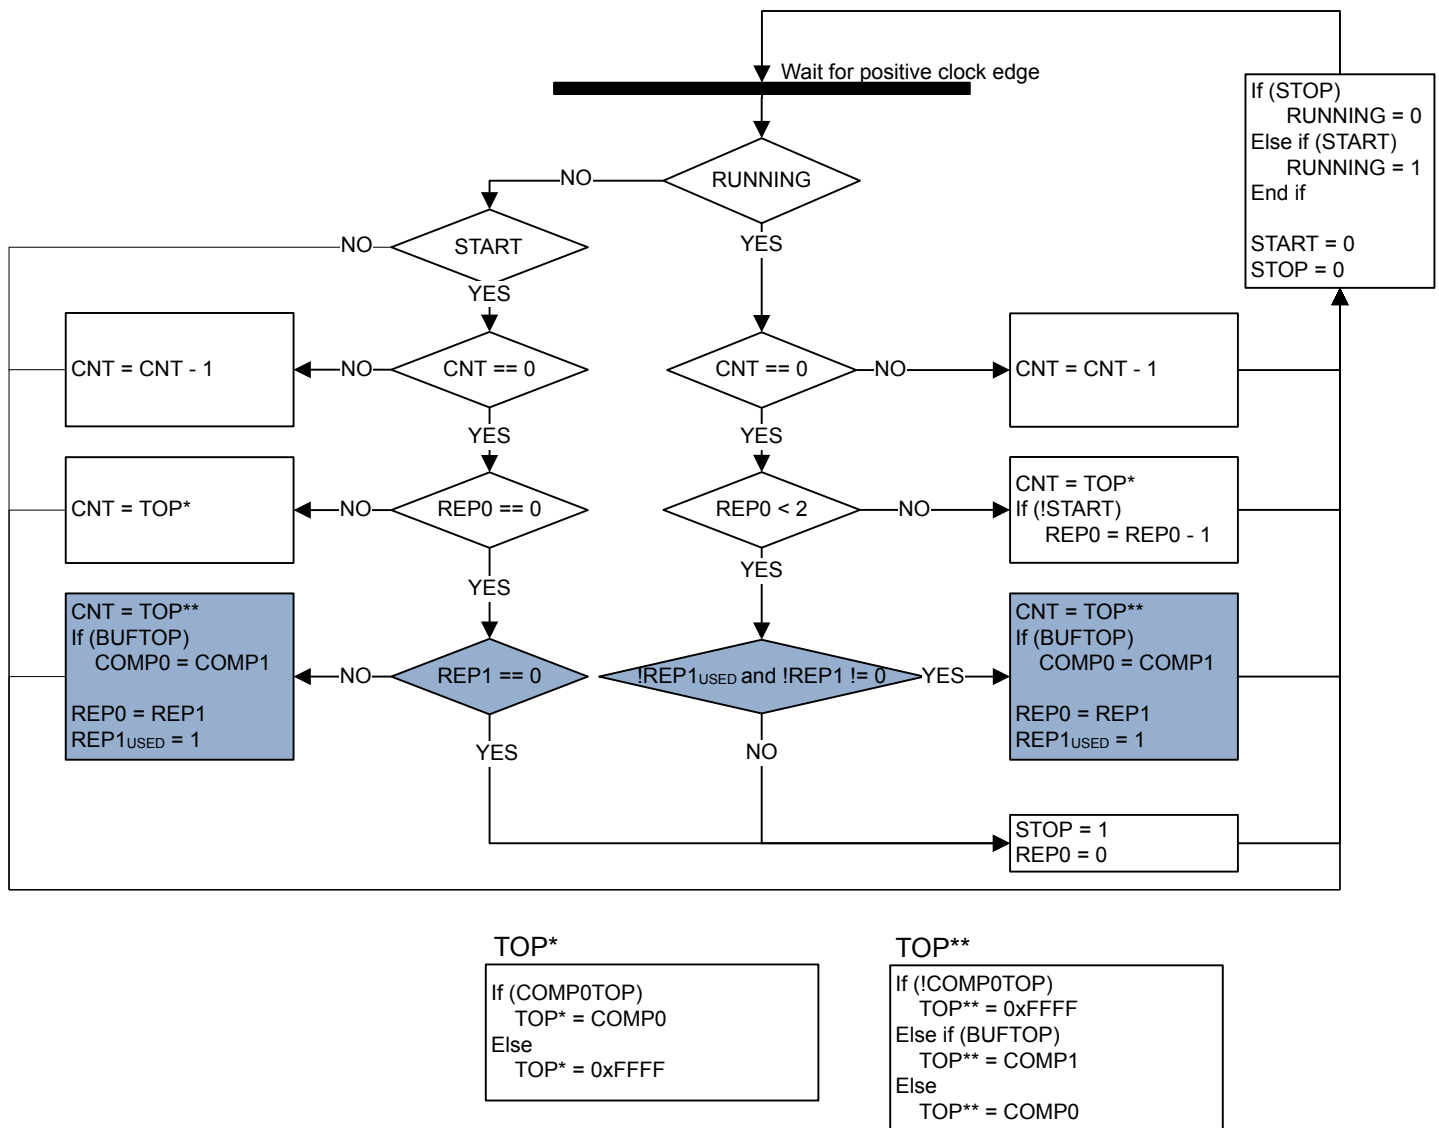 Wait for positive clock edge
If (STOP)
RUNNING = 0
Else if (START)
RUNNING = 1
End if
START = 0
STOP = 0
RUNNING
NO
YES
START
NO
YES
CNT = CNT - 1
NO
CNT == 0
YES
CNT == 0
NO
YES
CNT = CNT - 1
CNT = TOP*
NO
REP0 == 0
YES
REP0 < 2
NO
YES
CNT = TOP*
If (!START)
REP0 = REP0 - 1
CNT = TOP**
If (BUFTOP)
COMP0 = COMP1
REP0 = REP1
REP1USED = 1
NO
REP1 == 0
YES
!REP1USED and !REP1 != 0
YES
NO
CNT = TOP**
If (BUFTOP)
COMP0 = COMP1
REP0 = REP1
REP1USED = 1
STOP = 1
REP0 = 0
TOP*
If (COMP0TOP)
TOP* = COMP0
Else
TOP* = 0xFFFF
TOP**
If (!COMP0TOP)
TOP** = 0xFFFF
Else if (BUFTOP)
TOP** = COMP1
Else
TOP** = COMP0